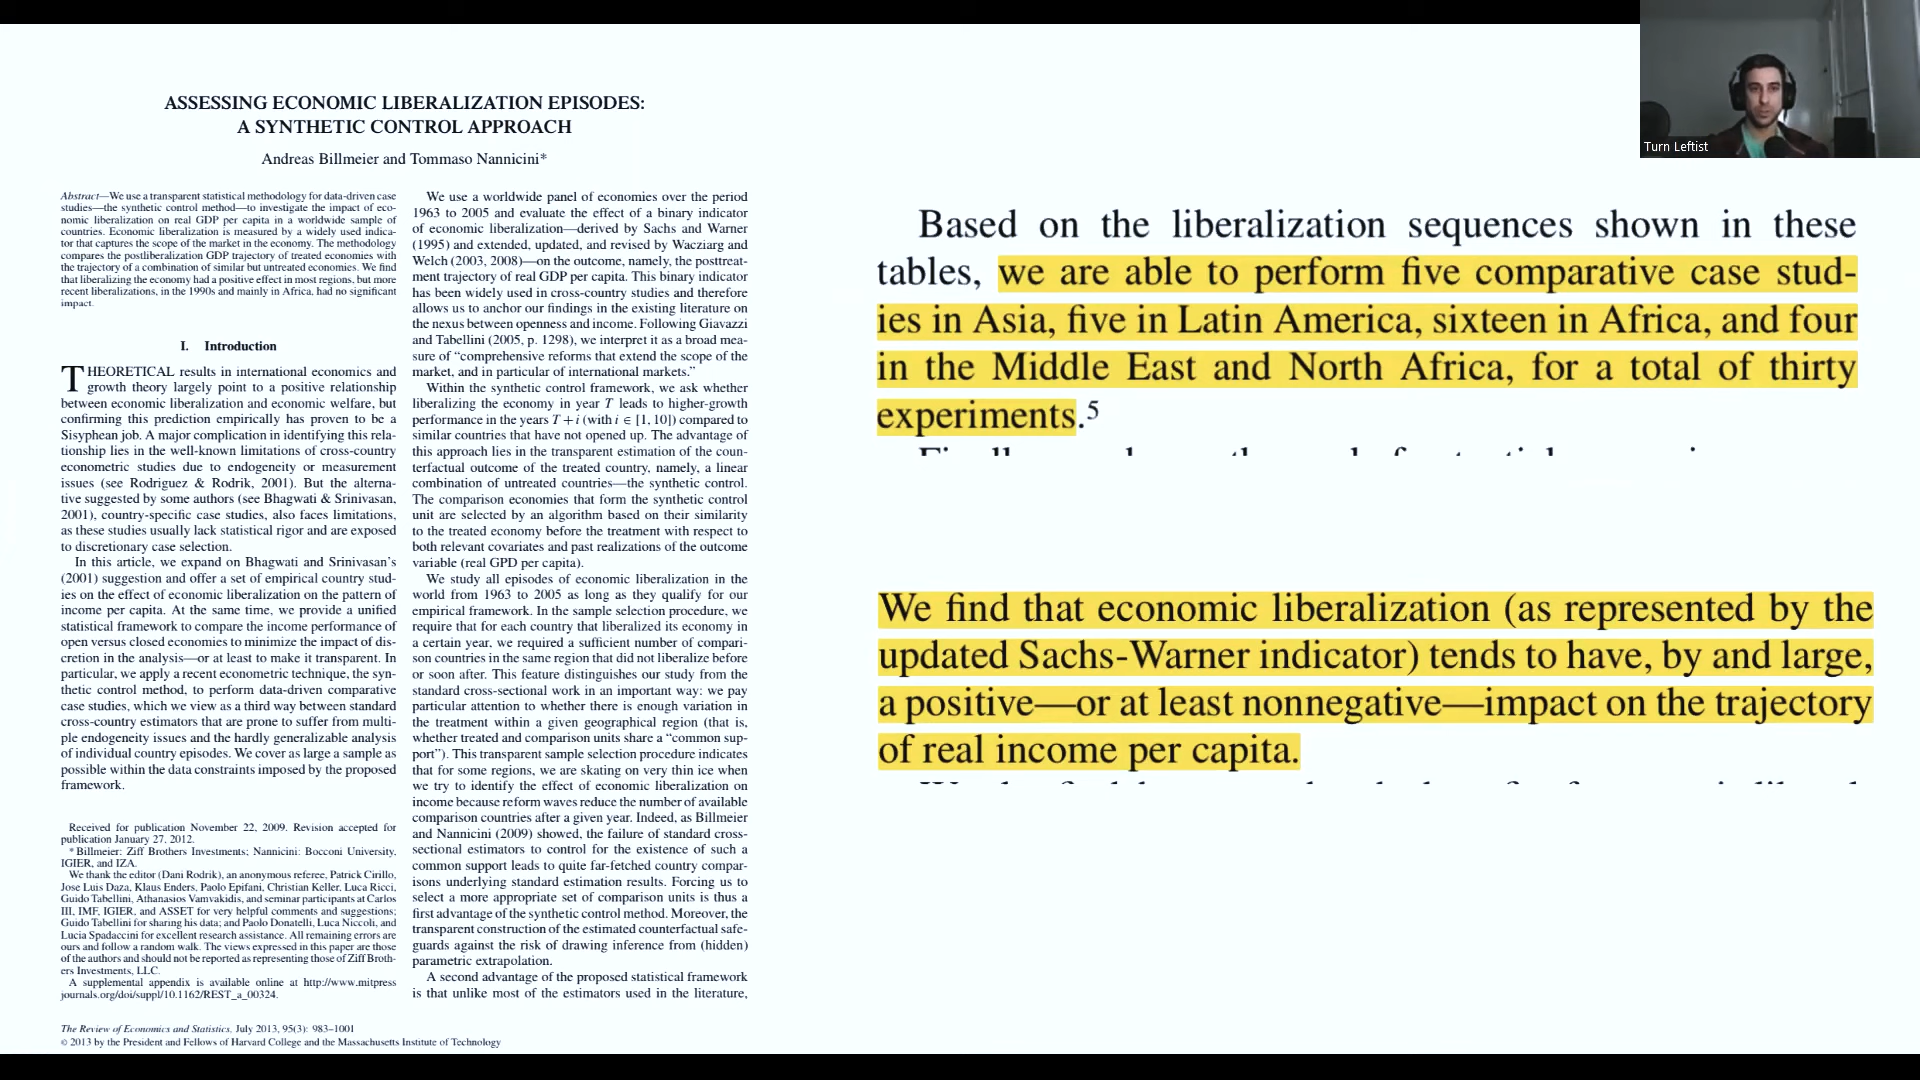 ASSESSING ECONOMIC LIBERALIZATION EPISODES:
A SYNTHETIC CONTROL APPROACH
Andreas Billmeier and Tommaso Nannicini*
Abstract—We use a transparent statistical methodology for data-driven case
studies—the synthetic control method—to investigate the impact of eco-
nomic liberalization on real GDP per capita in a worldwide sample of
countries. Economic liberalization is measured by a widely used indica-
tor that captures the scope of the market in the economy. The methodology
compares the postliberalization GDP trajectory of treated economies with
the trajectory of a combination of similar but untreated economies. We find
that liberalizing the economy had a positive effect in most regions, but more
recent liberalizations, in the 1990s and mainly in Africa, had no significant
impact.
I. Introduction
THEORETICAL results in international economics and
growth theory largely point to a positive relationship
between economic liberalization and economic welfare, but
confirming this prediction empirically has proven to be a
Sisyphean job. A major complication in identifying this rela-
tionship lies in the well-known limitations of cross-country
econometric studies due to endogeneity or measurement
issues (see Rodriguez & Rodrik, 2001). But the alterna-
tive suggested by some authors (see Bhagwati & Srinivasan,
2001), country-specific case studies, also faces limitations,
as these studies usually lack statistical rigor and are exposed
to discretionary case selection.
In this article, we expand on Bhagwati and Srinivasan's
(2001) suggestion and offer a set of empirical country stud-
ies on the effect of economic liberalization on the pattern of
income per capita. At the same time, we provide a unified
statistical framework to compare the income performance of
open versus closed economies to minimize the impact of dis-
cretion in the analysis—or at least to make it transparent. In
particular, we apply a recent econometric technique, the syn-
thetic control method, to perform data-driven comparative
case studies, which we view as a third way between standard
cross-country estimators that are prone to suffer from multi-
ple endogeneity issues and the hardly generalizable analysis
of individual country episodes. We cover as large a sample as
possible within the data constraints imposed by the proposed
framework.
Received for publication November 22, 2009. Revision accepted for
publication January 27, 2012.
* Billmeier: Ziff Brothers Investments; Nannicini: Bocconi University,
IGIER, and IZA.
We thank the editor (Dani Rodrik), an anonymous referee, Patrick Cirillo,
Jose Luis Daza, Klaus Enders, Paolo Epifani, Christian Keller, Luca Ricci,
Guido Tabellini, Athanasios Vamvakidis, and seminar participants at Carlos
III, IMF, IGIER, and ASSET for very helpful comments and suggestions;
Guido Tabellini for sharing his data; and Paolo Donatelli, Luca Niccoli, and
Lucia Spadaccini for excellent research assistance. All remaining errors are
ours and follow a random walk. The views expressed in this paper are those
of the authors and should not be reported as representing those of Ziff Broth-
ers Investments, LLC.
A supplemental appendix is available online at http://www.mitpress
journals.org/doi/suppl/10.1162/REST_a_00324.
We use a worldwide panel of economies over the period
1963 to 2005 and evaluate the effect of a binary indicator
of economic liberalization—derived by Sachs and Warner
(1995) and extended, updated, and revised by Wacziarg and
Welch (2003, 2008)—on the outcome, namely, the posttreat-
ment trajectory of real GDP per capita. This binary indicator
has been widely used in cross-country studies and therefore
allows us to anchor our findings in the existing literature on
the nexus between openness and income. Following Giavazzi
and Tabellini (2005, p. 1298), we interpret it as a broad mea-
sure of “comprehensive reforms that extend the scope of the
market, and in particular of international markets.”
Within the synthetic control framework, we ask whether
liberalizing the economy in year T leads to higher-growth
performance in the years T + i (with i ∈ [1, 10]) compared to
similar countries that have not opened up. The advantage of
this approach lies in the transparent estimation of the coun-
terfactual outcome of the treated country, namely, a linear
combination of untreated countries—the synthetic control.
The comparison economies that form the synthetic control
unit are selected by an algorithm based on their similarity
to the treated economy before the treatment with respect to
both relevant covariates and past realizations of the outcome
variable (real GPD per capita).
We study all episodes of economic liberalization in the
world from 1963 to 2005 as long as they qualify for our
empirical framework. In the sample selection procedure, we
require that for each country that liberalized its economy in
a certain year, we required a sufficient number of compari-
son countries in the same region that did not liberalize before
or soon after. This feature distinguishes our study from the
standard cross-sectional work in an important way: we pay
particular attention to whether there is enough variation in
the treatment within a given geographical region (that is,
whether treated and comparison units share a “common sup-
port”). This transparent sample selection procedure indicates
that for some regions, we are skating on very thin ice when
we try to identify the effect of economic liberalization on
income because reform waves reduce the number of available
comparison countries after a given year. Indeed, as Billmeier
and Nannicini (2009) showed, the failure of standard cross-
sectional estimators to control for the existence of such a
common support leads to quite far-fetched country compar-
isons underlying standard estimation results. Forcing us to
select a more appropriate set of comparison units is thus a
first advantage of the synthetic control method. Moreover, the
transparent construction of the estimated counterfactual safe-
guards against the risk of drawing inference from (hidden)
parametric extrapolation.
A second advantage of the proposed statistical framework
is that unlike most of the estimators used in the literature,
The Review of Economics and Statistics, July 2013, 95(3): 983–1001
© 2013 by the President and Fellows of Harvard College and the Massachusetts Institute of Technology
Based on the liberalization sequences shown in these
tables, we are able to perform five comparative case stud-
ies in Asia, five in Latin America, sixteen in Africa, and four
in the Middle East and North Africa, for a total of thirty
experiments.5
We find that economic liberalization (as represented by the
updated Sachs-Warner indicator) tends to have, by and large,
a positive—or at least nonnegative—impact on the trajectory
of real income per capita.
Turn Leftist